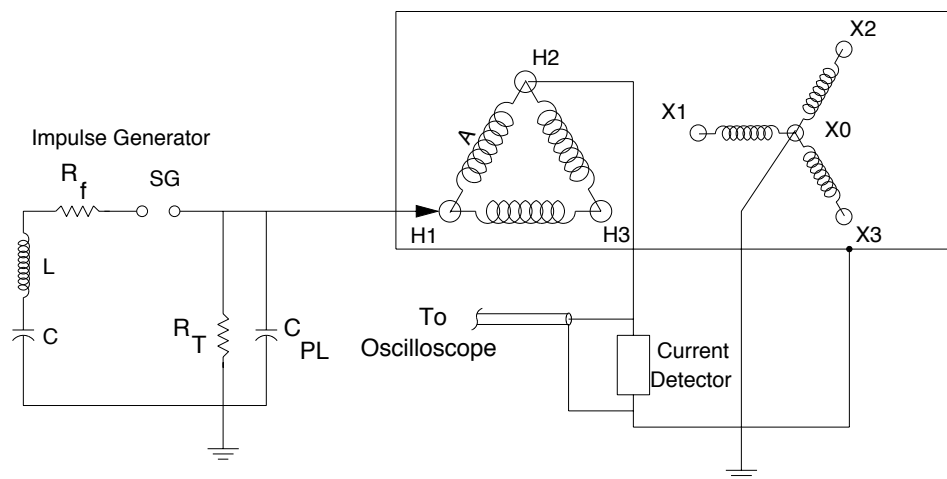 X2
H2
X1
X0
A
Impulse Generator
R
f
SG
H1
H3
X3
L
C
R
T
C
PL
To
Oscilloscope
Current
Detector